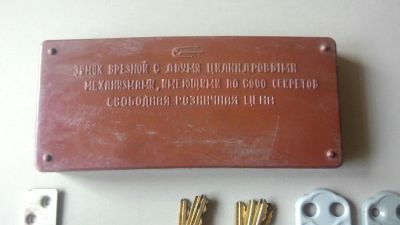 ЗАМОК ВРЕЗНОЙ С ДВУМЯ ЦИЛИНДРОВЫМИ
МЕХАНИЗМАМИ, ИМЕЮЩИМИ ПО 6000 СЕКРЕТОВ
СВОБОДНАЯ РОЗНИЧНАЯ ЦЕНА